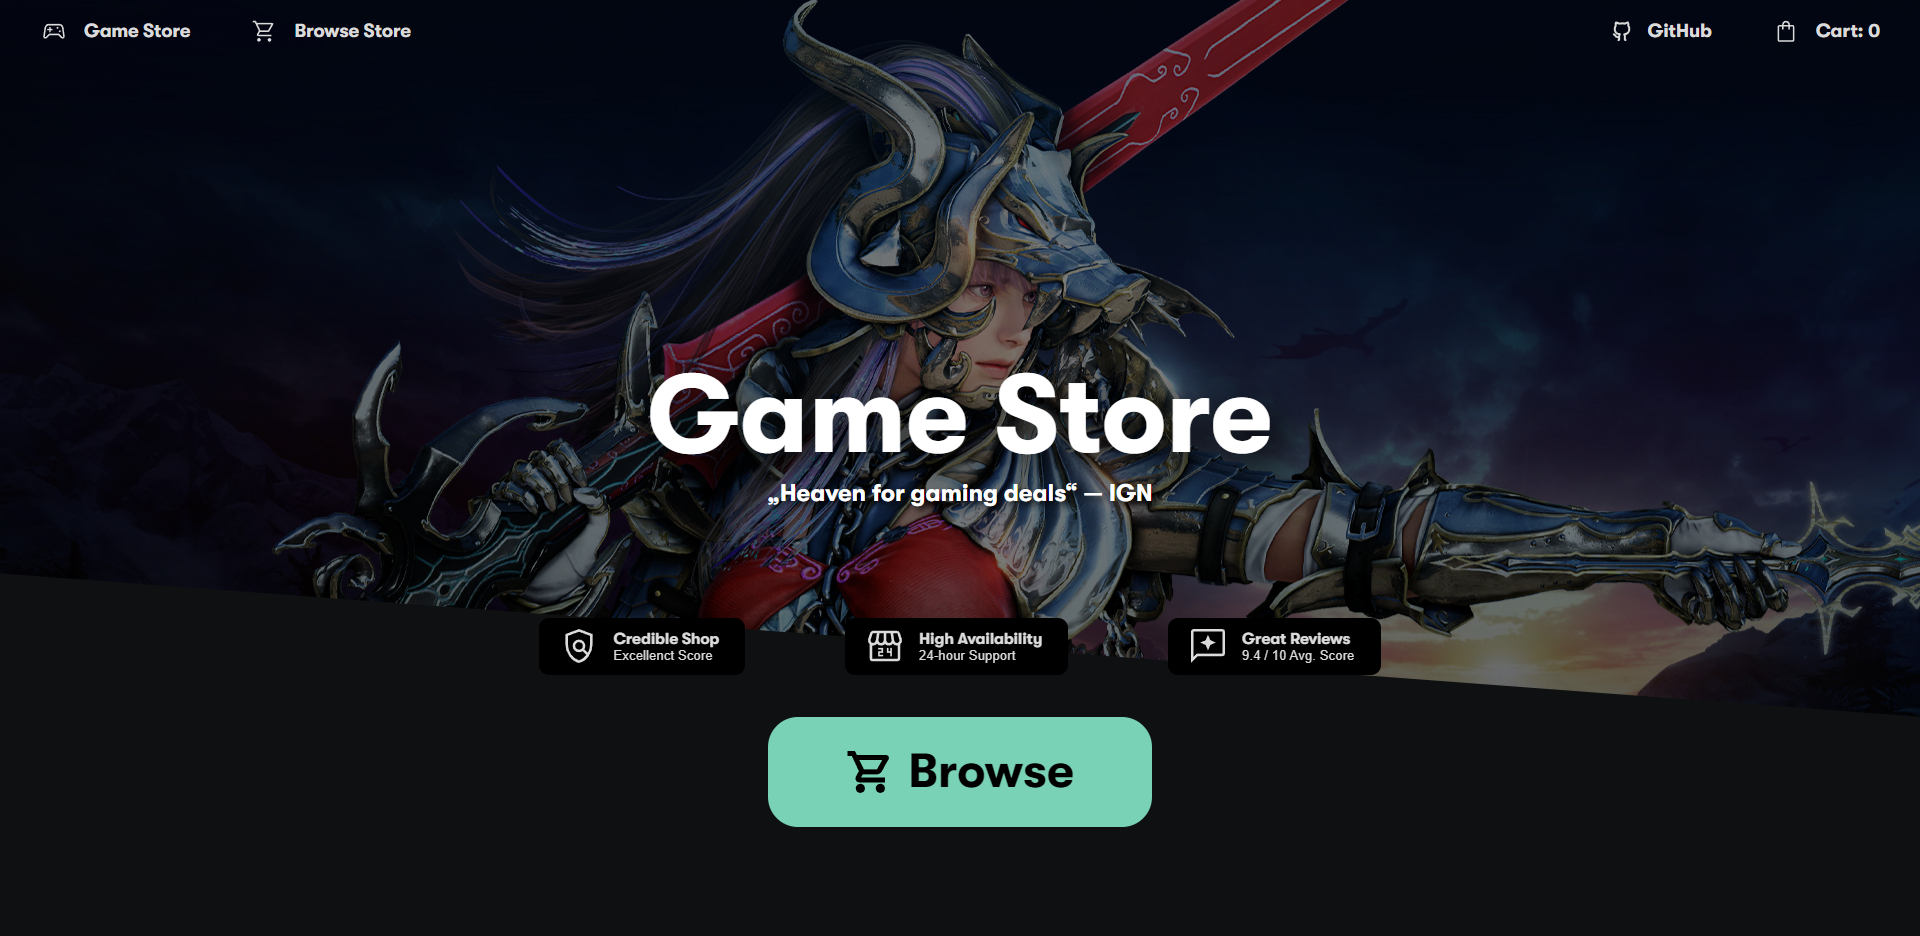 Game Store
Browse Store
GitHub
Cart: 0
Game Store
„Heaven for gaming deals“ — IGN
Credible Shop
Excellenct Score
24
High Availability
24-hour Support
Great Reviews
9.4 / 10 Avg. Score
Browse